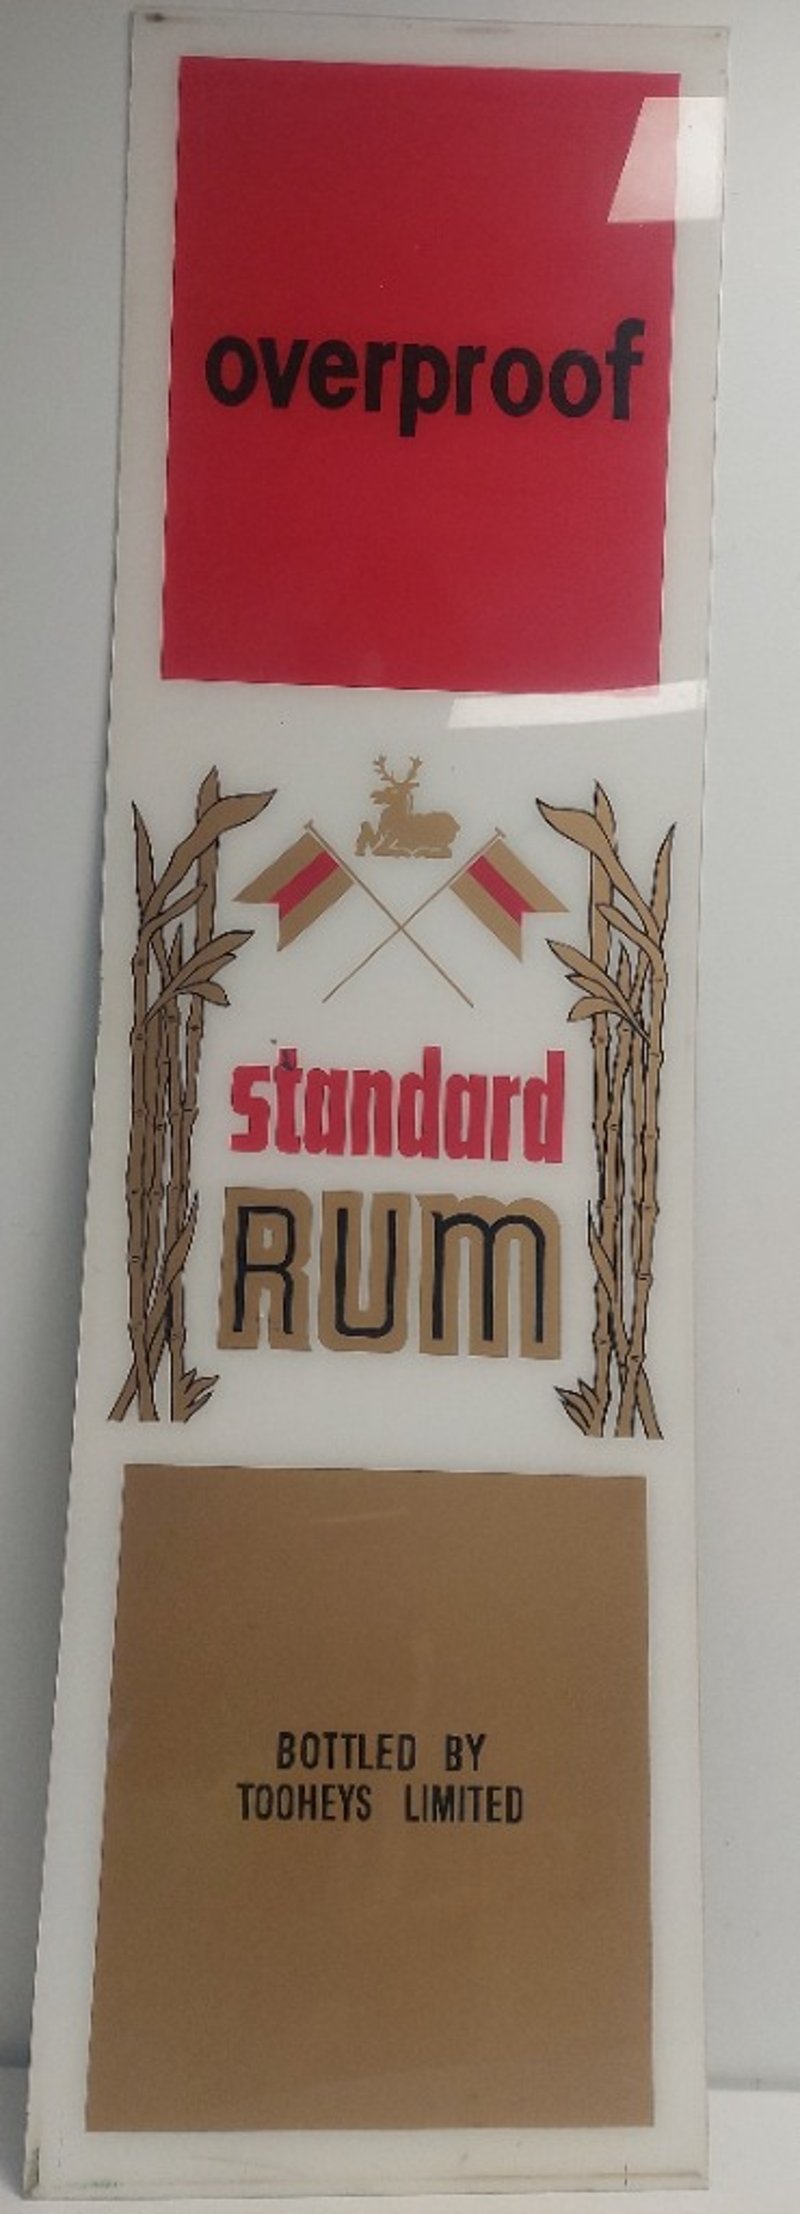 overproof
standard
RUM
BOTTLED BY
TOOHEYS LIMITED